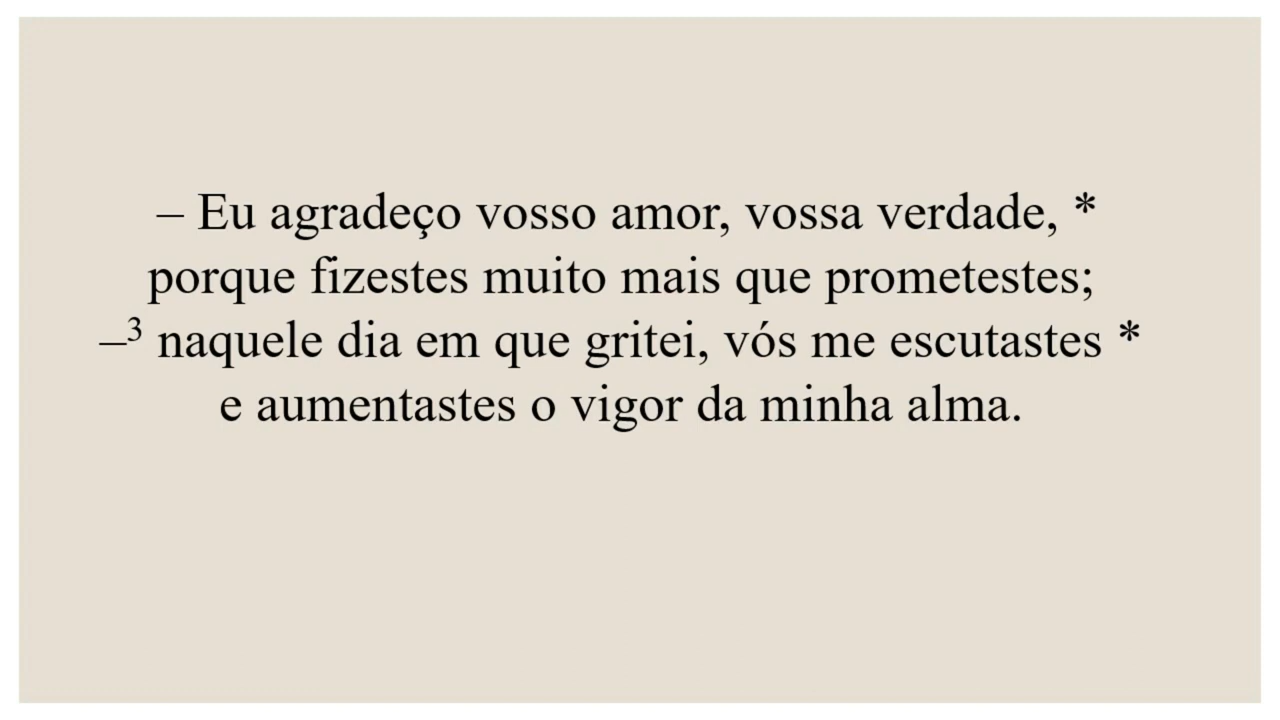 – Eu agradeço vosso amor, vossa verdade, *
porque fizestes muito mais que prometestes;
–³ naquele dia em que gritei, vós me escutastes *
e aumentastes o vigor da minha alma.